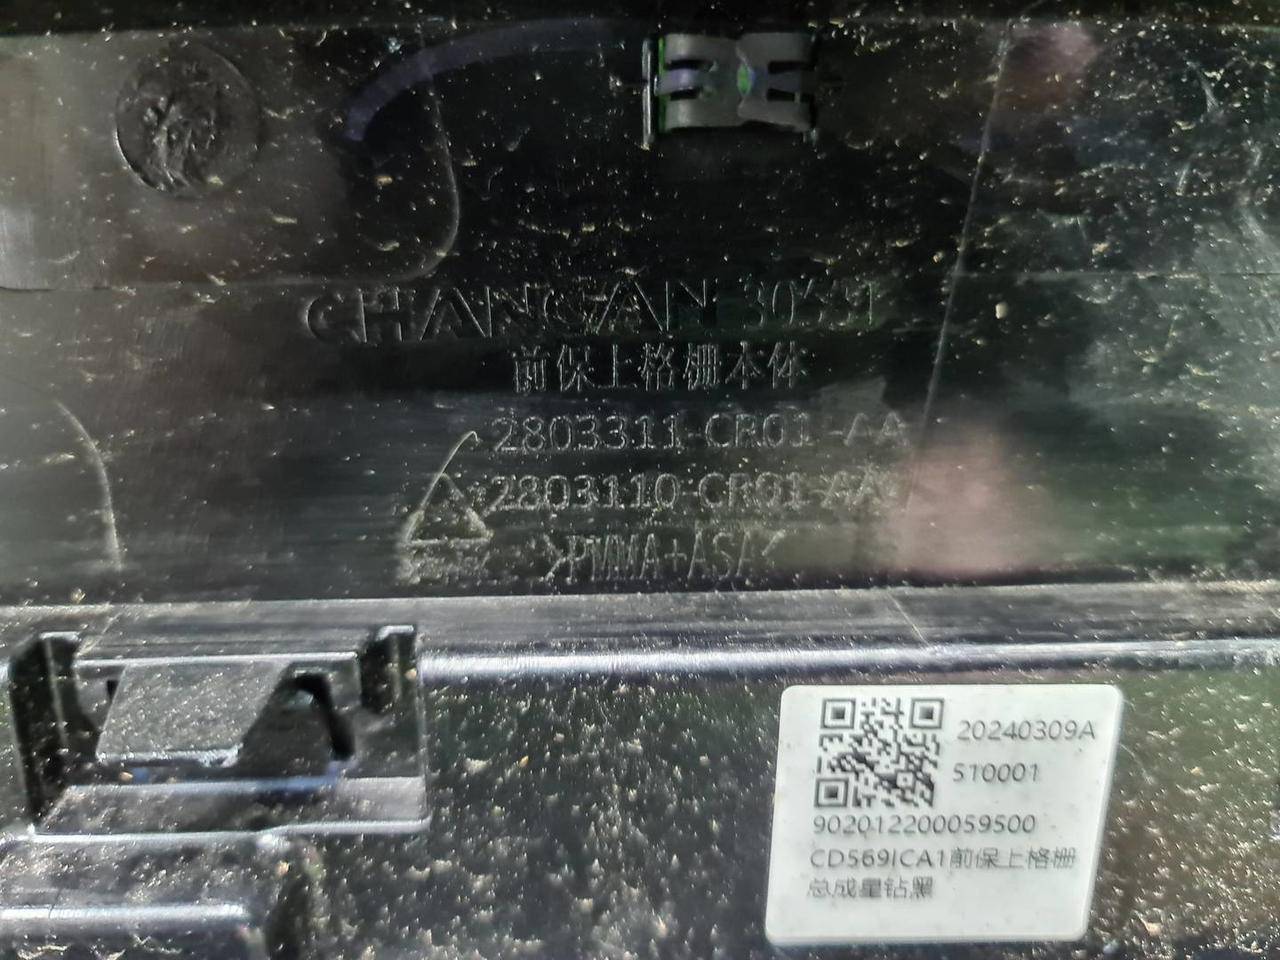 CHANGAN 30331
前保上格栅本体
2803311-CR01-AA
2803110-CR01-AA
>PMMA+ASA<
20240309A
510001
902012200059500
CD569ICA1前保上格栅
总成星钻黑